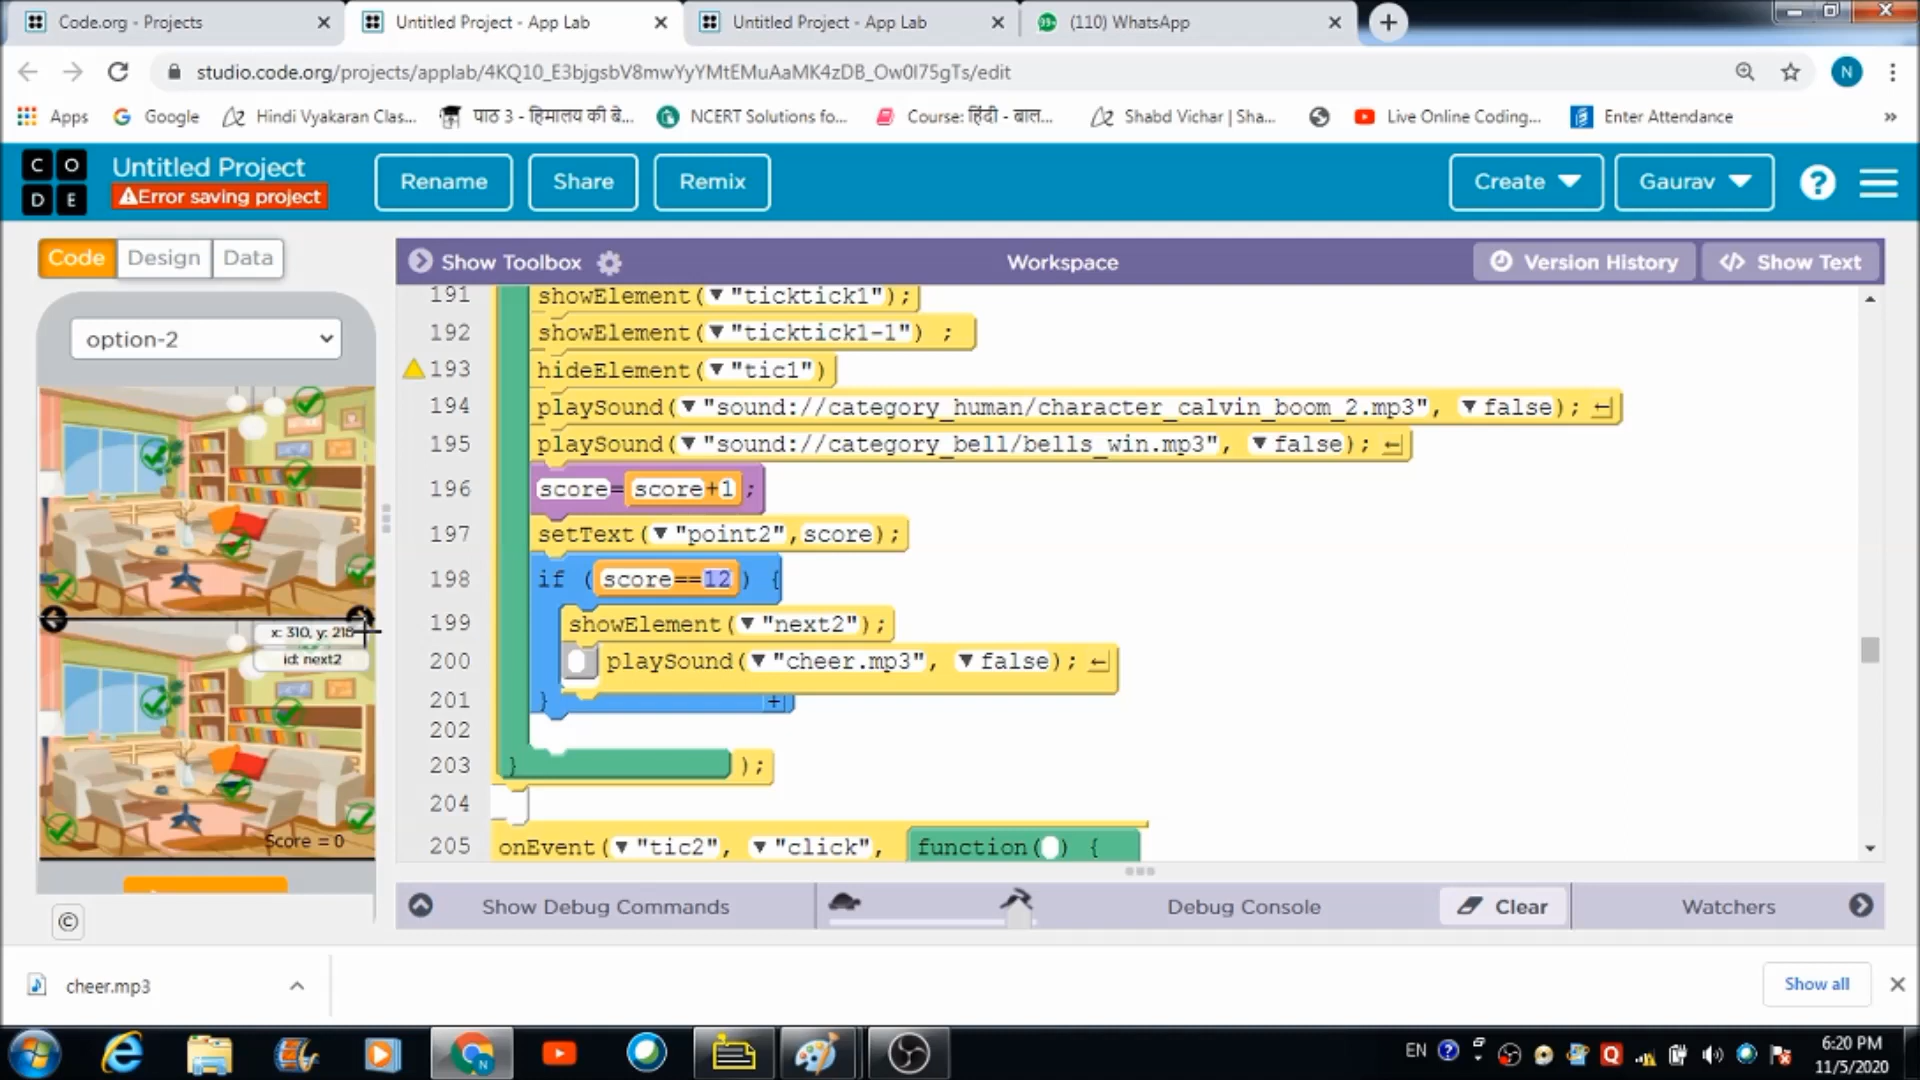 Code.org - Projects
Untitled Project - App Lab
Untitled Project - App Lab
(110) WhatsApp
studio.code.org/projects/applab/4KQ10_E3bjgsbV8mwYyYMtEMuAaMK4zDB_Ow0I75gTs/edit
N
Apps
Google
Hindi Vyakaran Clas...
पाठ 3 - हिमालय की बे...
NCERT Solutions fo...
Course: हिंदी - बाल...
Shabd Vichar | Sha...
Live Online Coding...
Enter Attendance
»
C O
D E
Untitled Project
Error saving project
Rename
Share
Remix
Create
Gaurav
?
Code
Design
Data
Show Toolbox
Workspace
Version History
</> Show Text
option-2
x: 310, y: 218
id: next2
Score = 0
191 showElement("ticktick1");
192 showElement("ticktick1-1") ;
193 hideElement("tic1")
194 playSound("sound://category_human/character_calvin_boom_2.mp3", false);
195 playSound("sound://category_bell/bells_win.mp3", false);
196 score=score+1;
197 setText("point2",score);
198 if (score==12) {
199 showElement("next2");
200 playSound("cheer.mp3", false);
201 } +
202
203 } );
204
205 onEvent("tic2", "click", function() {
©
Show Debug Commands
Debug Console
Clear
Watchers
cheer.mp3
Show all
N
EN
6:20 PM
11/5/2020